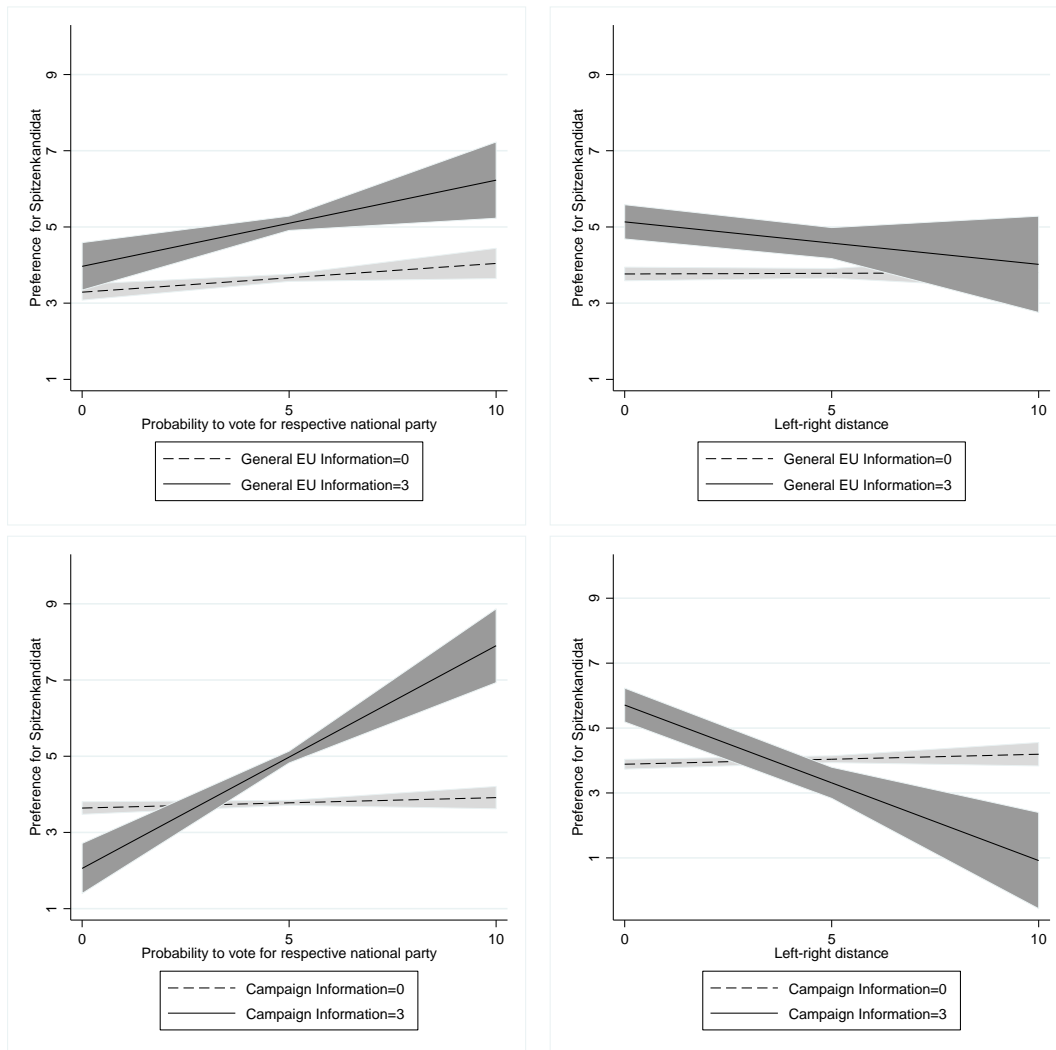 Preference for Spitzenkandidat
9
7
5
3
1
0 5 10
Probability to vote for respective national party
General EU Information=0
General EU Information=3
Preference for Spitzenkandidat
9
7
5
3
1
0 5 10
Left-right distance
General EU Information=0
General EU Information=3
Preference for Spitzenkandidat
9
7
5
3
1
0 5 10
Probability to vote for respective national party
Campaign Information=0
Campaign Information=3
Preference for Spitzenkandidat
9
7
5
3
1
0 5 10
Left-right distance
Campaign Information=0
Campaign Information=3